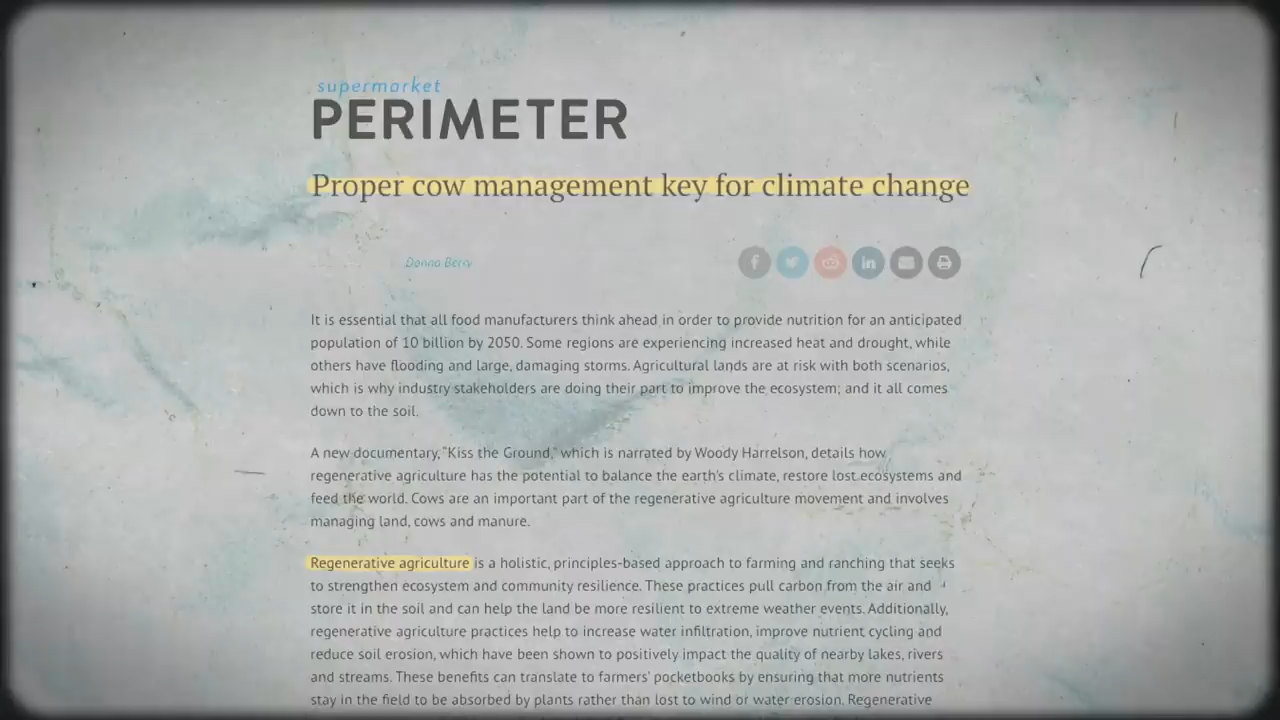 supermarket
PERIMETER
Proper cow management key for climate change
Donna Berry
It is essential that all food manufacturers think ahead in order to provide nutrition for an anticipated
population of 10 billion by 2050. Some regions are experiencing increased heat and drought, while
others have flooding and large, damaging storms. Agricultural lands are at risk with both scenarios,
which is why industry stakeholders are doing their part to improve the ecosystem; and it all comes
down to the soil.
A new documentary, “Kiss the Ground,” which is narrated by Woody Harrelson, details how
regenerative agriculture has the potential to balance the earth’s climate, restore lost ecosystems and
feed the world. Cows are an important part of the regenerative agriculture movement and involves
managing land, cows and manure.
Regenerative agriculture is a holistic, principles-based approach to farming and ranching that seeks
to strengthen ecosystem and community resilience. These practices pull carbon from the air and
store it in the soil and can help the land be more resilient to extreme weather events. Additionally,
regenerative agriculture practices help to increase water infiltration, improve nutrient cycling and
reduce soil erosion, which have been shown to positively impact the quality of nearby lakes, rivers
and streams. These benefits can translate to farmers’ pocketbooks by ensuring that more nutrients
stay in the field to be absorbed by plants rather than lost to wind or water erosion. Regenerative